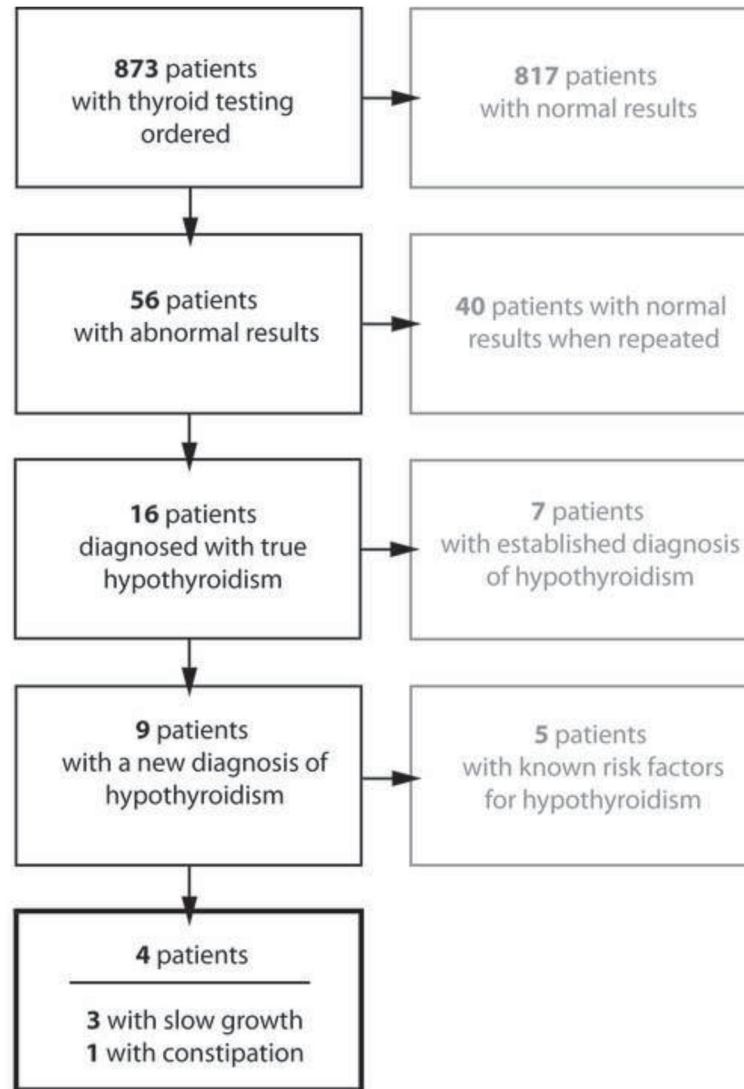 873 patients
with thyroid testing
ordered
817 patients
with normal results
56 patients
with abnormal results
40 patients with normal
results when repeated
16 patients
diagnosed with true
hypothyroidism
7 patients
with established diagnosis
of hypothyroidism
9 patients
with a new diagnosis of
hypothyroidism
5 patients
with known risk factors
for hypothyroidism
4 patients
3 with slow growth
1 with constipation